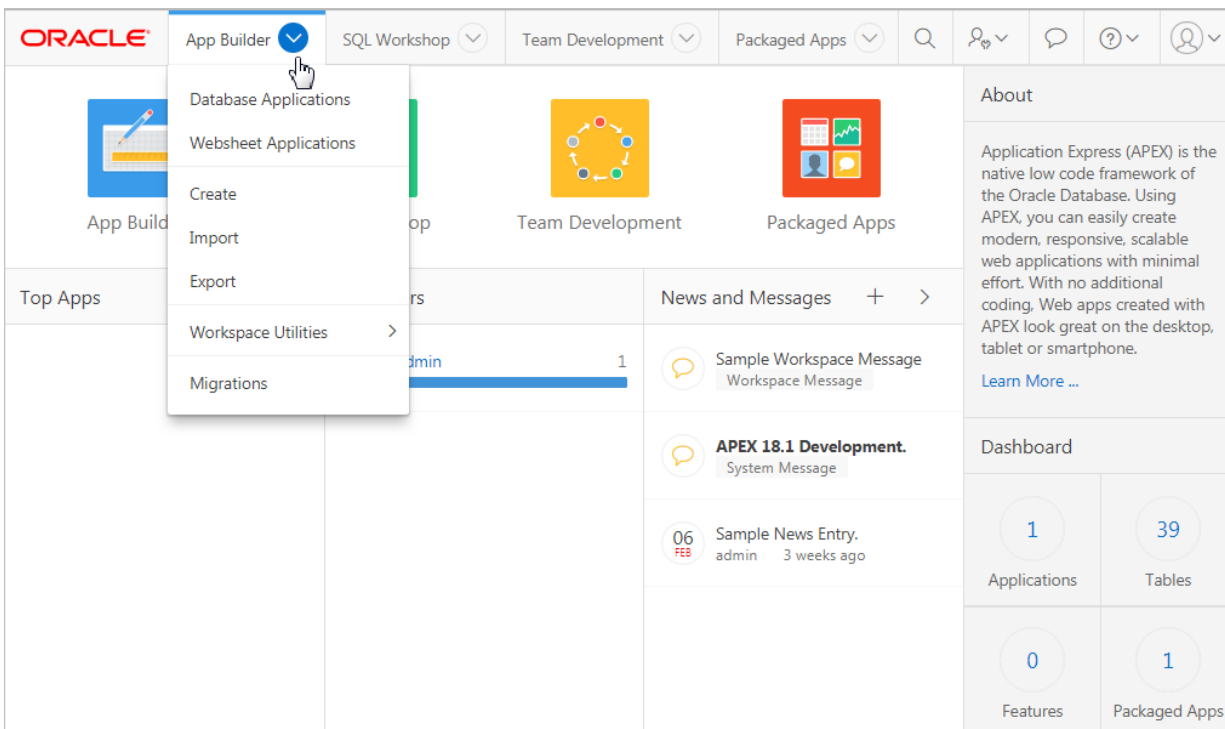 ORACLE
App Builder
SQL Workshop
Team Development
Packaged Apps
Database Applications
Websheet Applications
Create
Import
Export
Workspace Utilities
Migrations
App Build
op
Team Development
Packaged Apps
Top Apps
rs
dmin
1
News and Messages
Sample Workspace Message
Workspace Message
APEX 18.1 Development.
System Message
06
FEB
Sample News Entry.
admin 3 weeks ago
About
Application Express (APEX) is the
native low code framework of
the Oracle Database. Using
APEX, you can easily create
modern, responsive, scalable
web applications with minimal
effort. With no additional
coding, Web apps created with
APEX look great on the desktop,
tablet or smartphone.
Learn More ...
Dashboard
1
Applications
39
Tables
0
Features
1
Packaged Apps